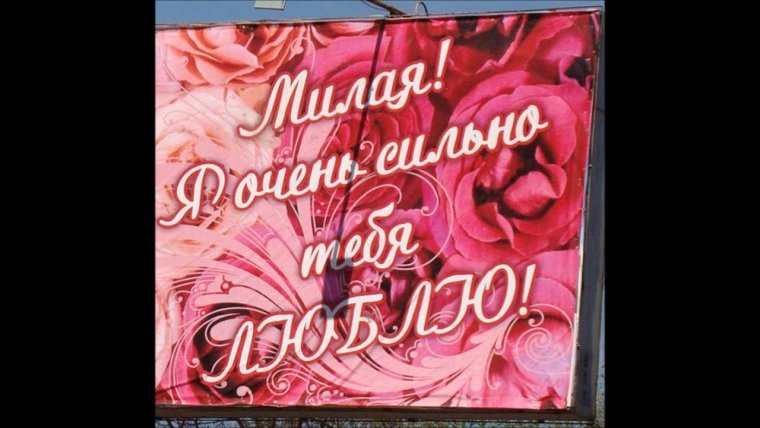 Милая!
Я очень сильно
тебя
ЛЮБЛЮ!